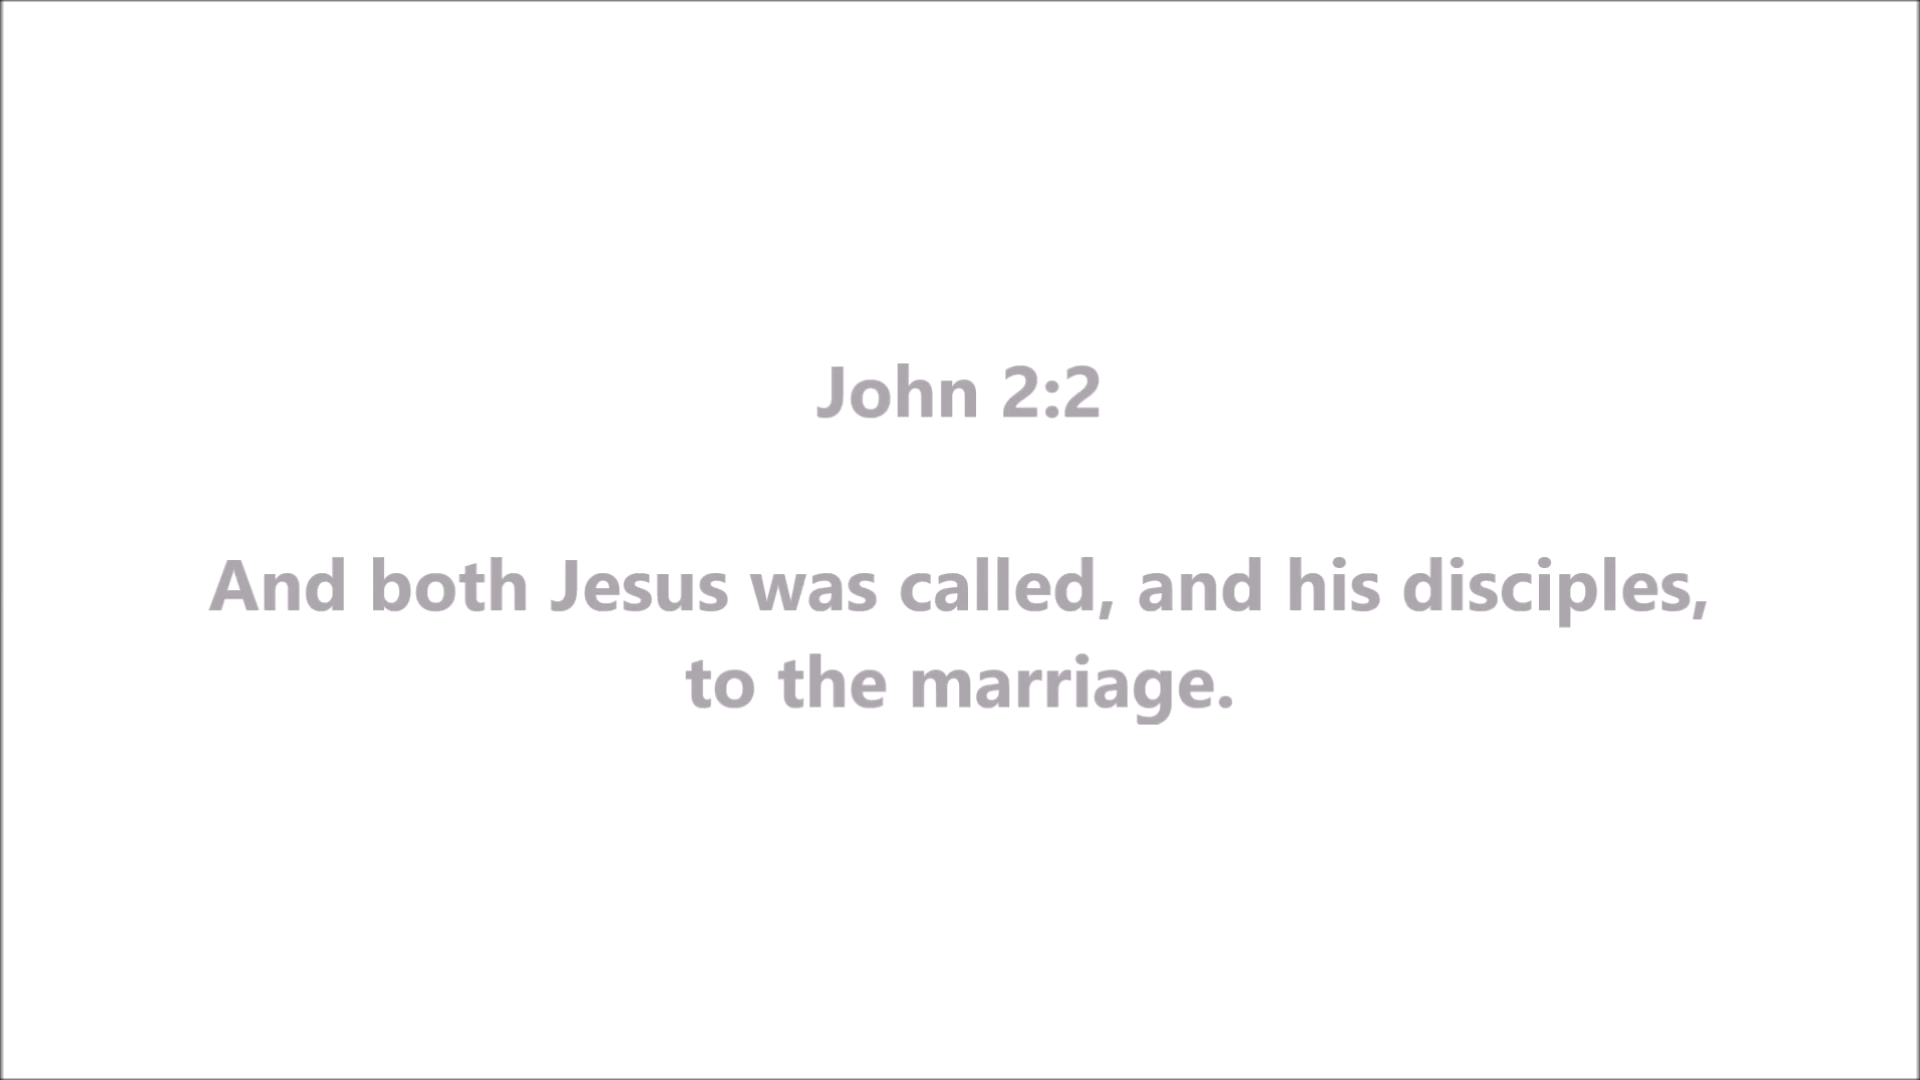 John 2:2
And both Jesus was called, and his disciples,
to the marriage.